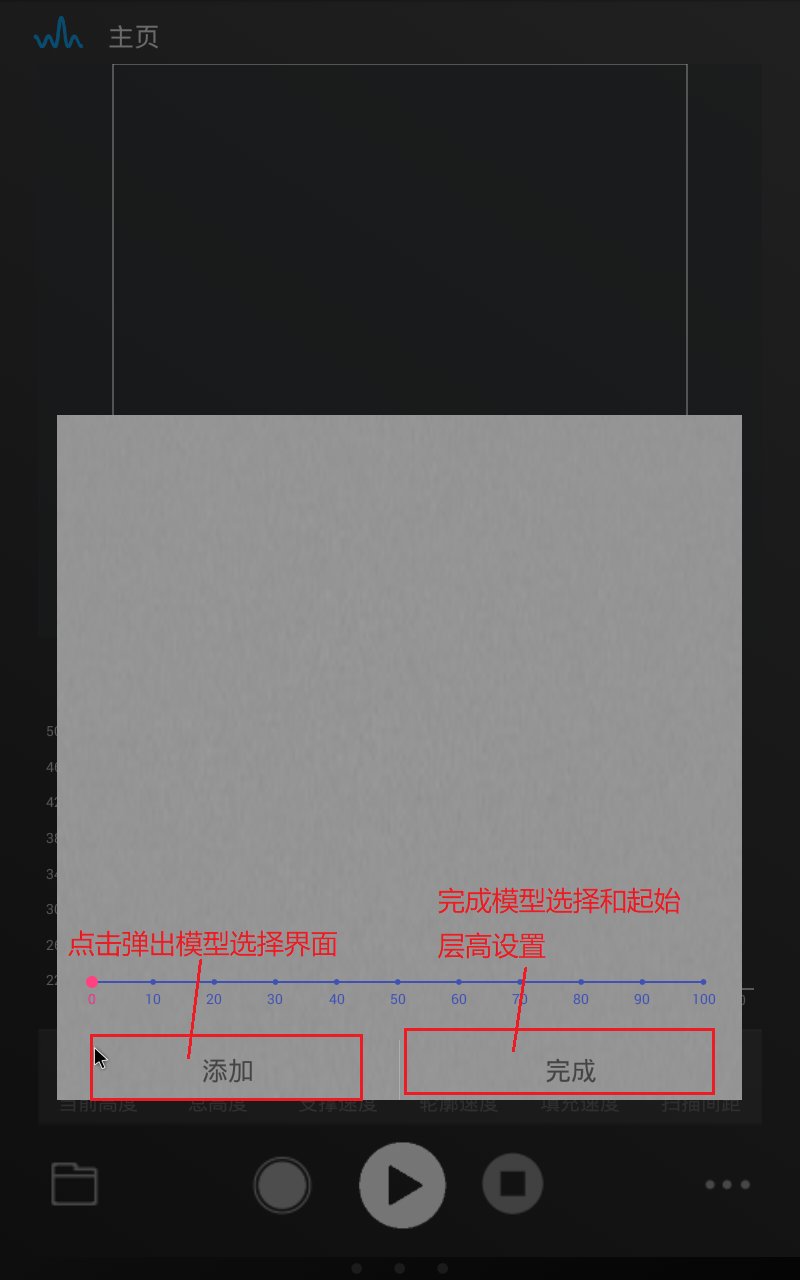 主页
50
46
42
38
34
30
完成模型选择和起始
层高设置
点击弹出模型选择界面
26
22
0 10 20 30 40 50 60 70 80 90 100
添加
完成
当前高度 总高度 支撑速度 轮廓速度 填充速度 扫描间距